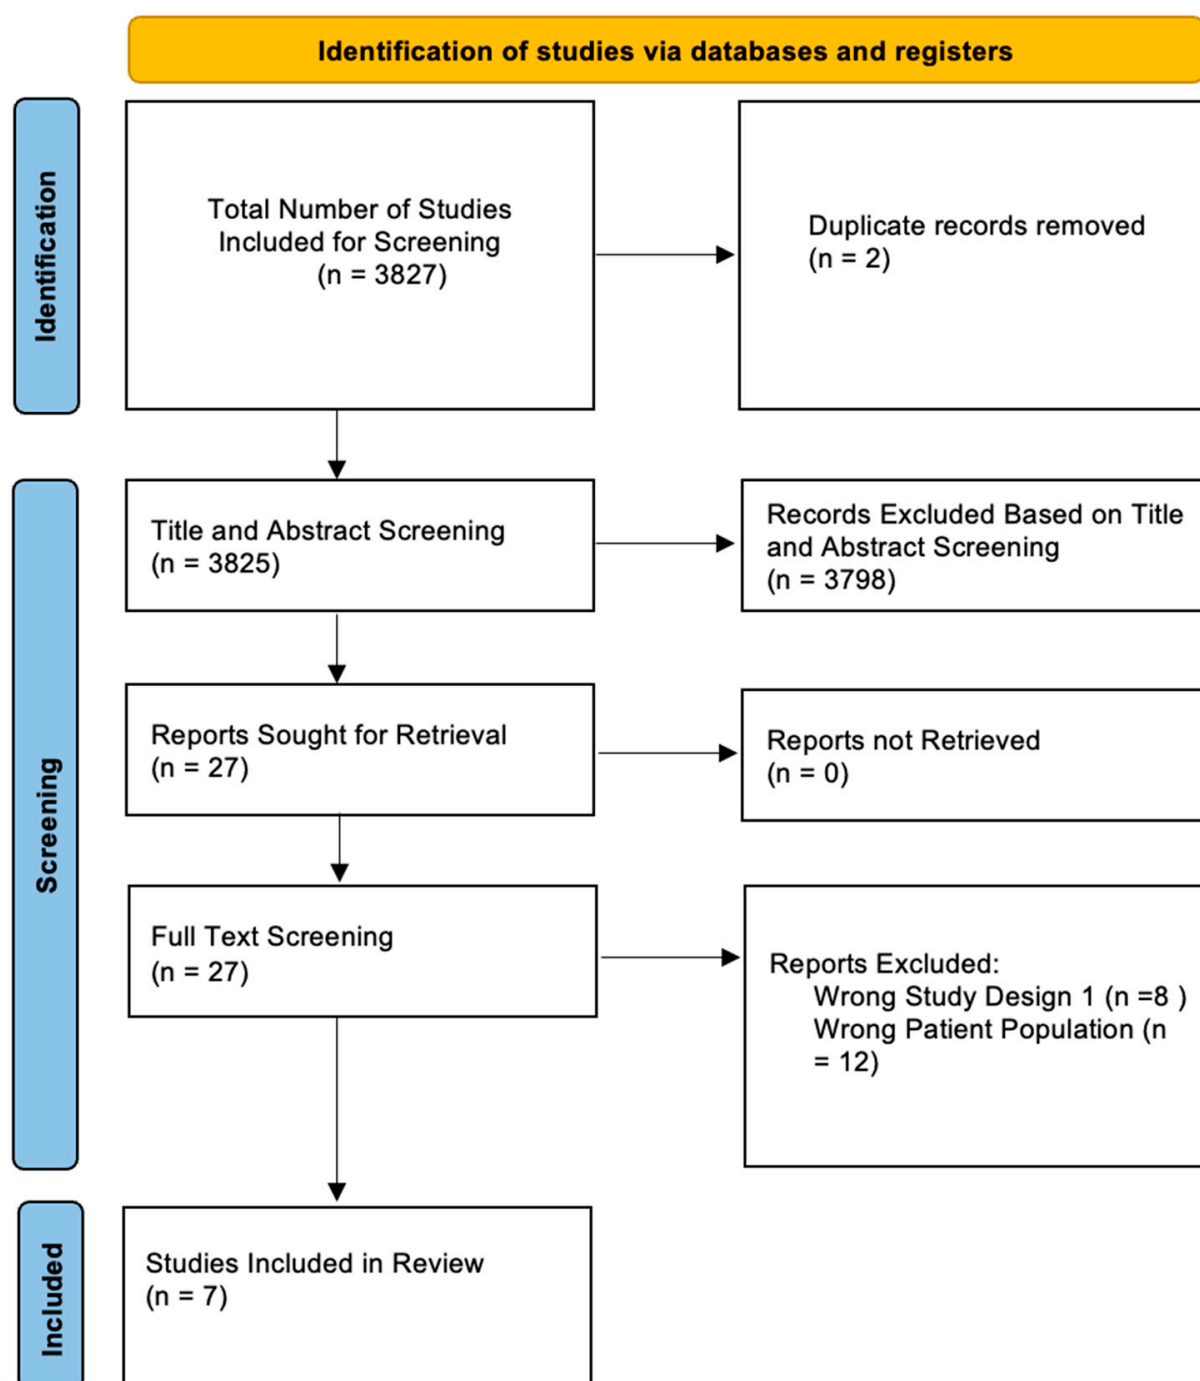 Identification of studies via databases and registers
Identification
Total Number of Studies
Included for Screening
(n = 3827)
Duplicate records removed
(n = 2)
Screening
Title and Abstract Screening
(n = 3825)
Records Excluded Based on Title
and Abstract Screening
(n = 3798)
Reports Sought for Retrieval
(n = 27)
Reports not Retrieved
(n = 0)
Full Text Screening
(n = 27)
Reports Excluded:
Wrong Study Design 1 (n =8 )
Wrong Patient Population (n
= 12)
Included
Studies Included in Review
(n = 7)